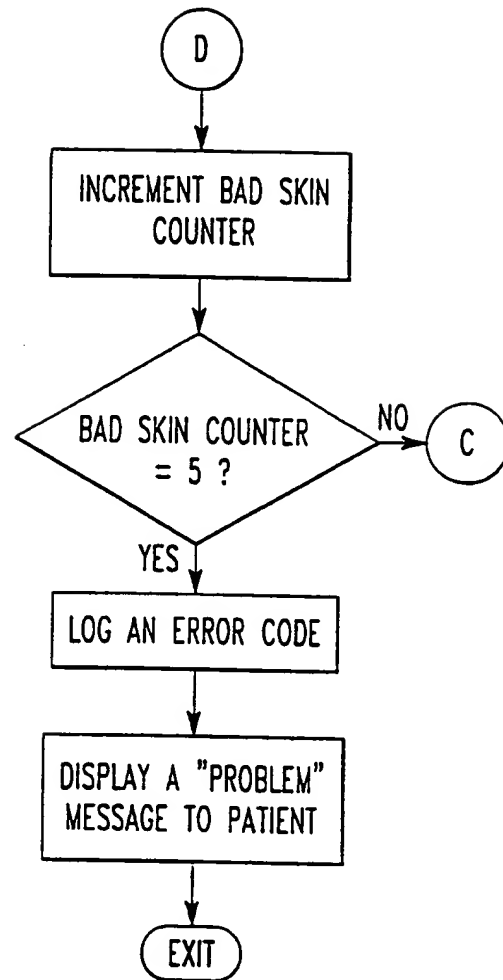 D
INCREMENT BAD SKIN
COUNTER
BAD SKIN COUNTER
= 5 ?
NO
C
YES
LOG AN ERROR CODE
DISPLAY A "PROBLEM"
MESSAGE TO PATIENT
EXIT